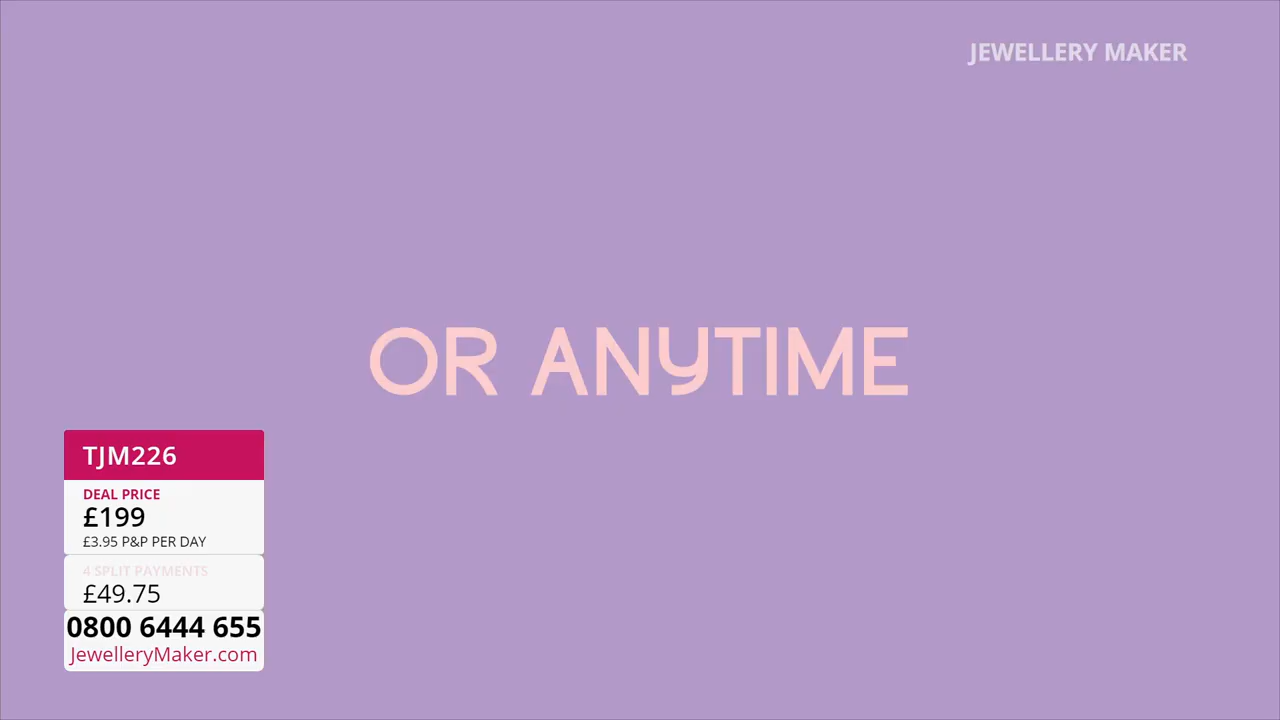 JEWELLERY MAKER
OR ANYTIME
TJM226
DEAL PRICE
£199
£3.95 P&P PER DAY
4 SPLIT PAYMENTS
£49.75
0800 6444 655
JewelleryMaker.com